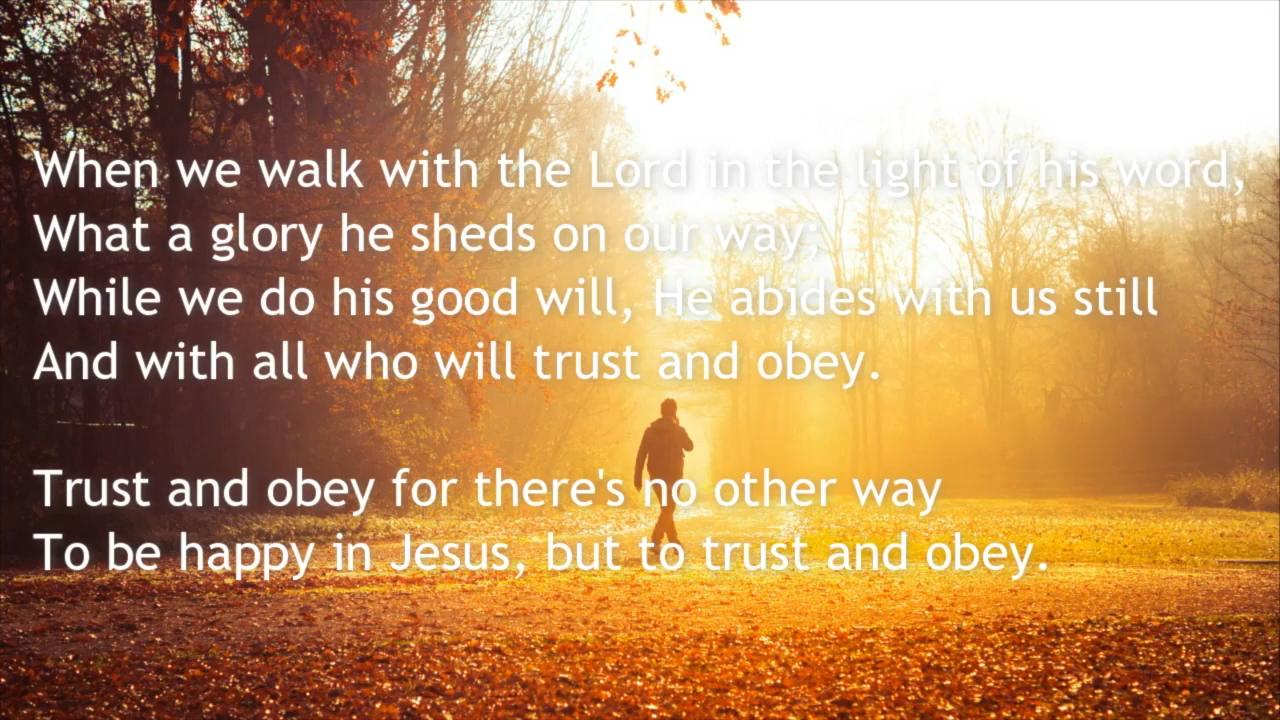 When we walk with the Lord in the light of his word,
What a glory he sheds on our way;
While we do his good will, He abides with us still
And with all who will trust and obey.
Trust and obey for there's no other way
To be happy in Jesus, but to trust and obey.